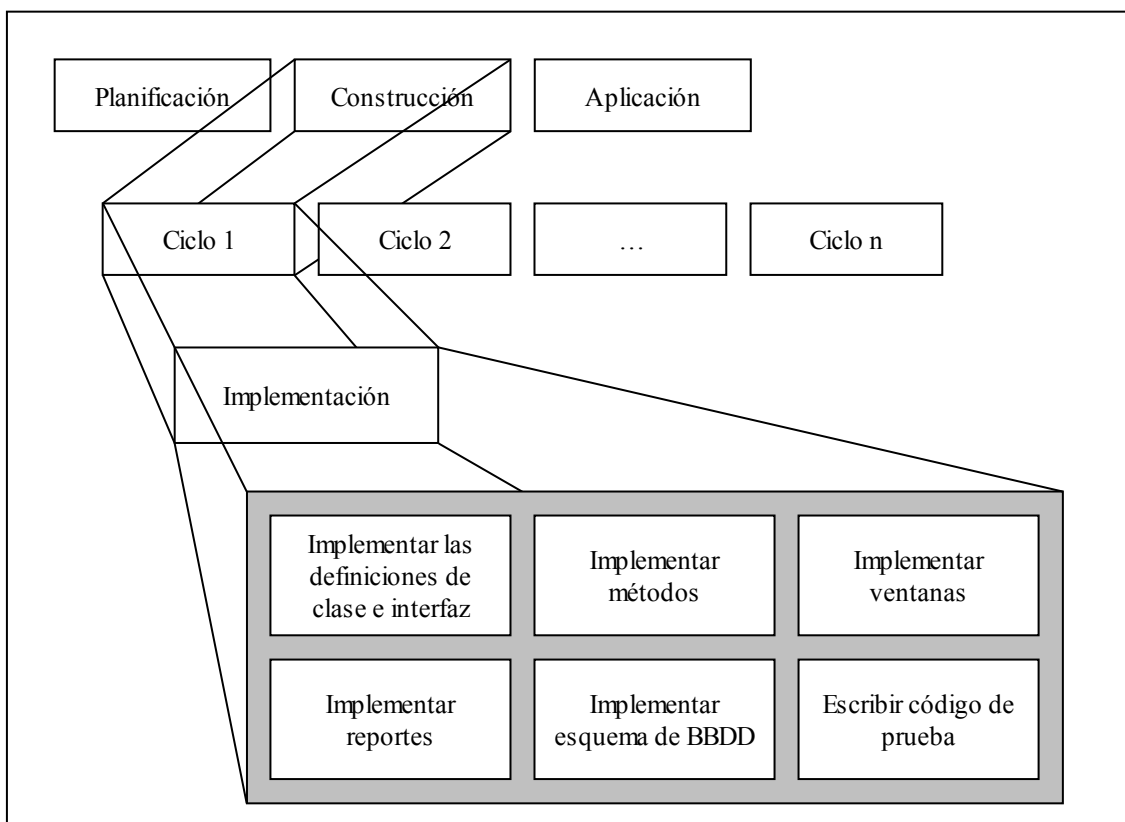 Planificación
Construcción
Aplicación
Ciclo 1
Ciclo 2
…
Ciclo n
Implementación
Implementar las
definiciones de
clase e interfaz
Implementar
métodos
Implementar
ventanas
Implementar
reportes
Implementar
esquema de BBDD
Escribir código de
prueba